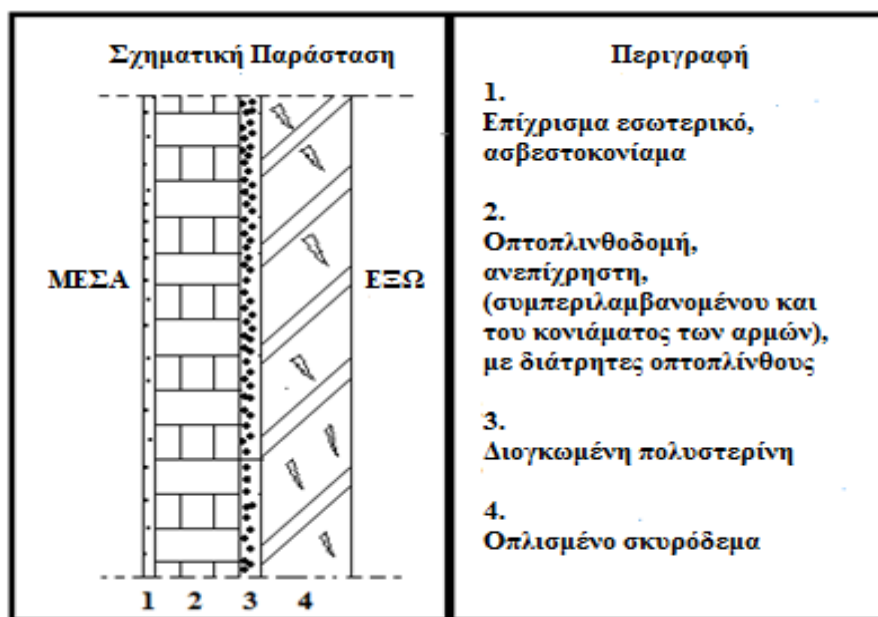 Σχηματική Παράσταση
ΜΕΣΑ
ΕΞΩ
1 2 3 4
Περιγραφή
1.
Επίχρισμα εσωτερικό,
ασβεστοκονίαμα
2.
Οπτοπλινθοδομή,
ανεπίχρηστη,
(συμπεριλαμβανομένου και
του κονιάματος των αρμών),
με διάτρητες οπτοπλίνθους
3.
Διογκωμένη πολυστερίνη
4.
Οπλισμένο σκυρόδεμα